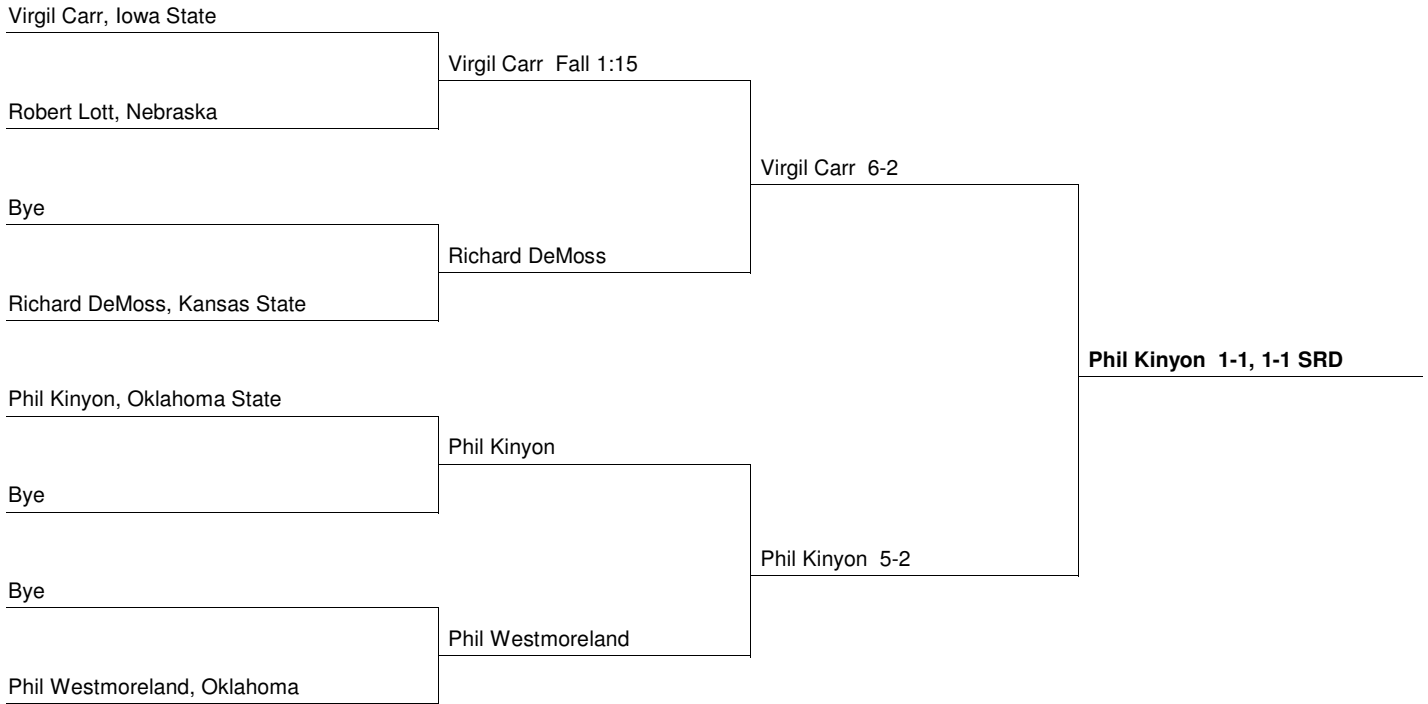 Virgil Carr, Iowa State
Virgil Carr  Fall 1:15
Robert Lott, Nebraska
Virgil Carr  6-2
Bye
Richard DeMoss
Richard DeMoss, Kansas State
Phil Kinyon  1-1, 1-1 SRD
Phil Kinyon, Oklahoma State
Phil Kinyon
Bye
Phil Kinyon  5-2
Bye
Phil Westmoreland
Phil Westmoreland, Oklahoma